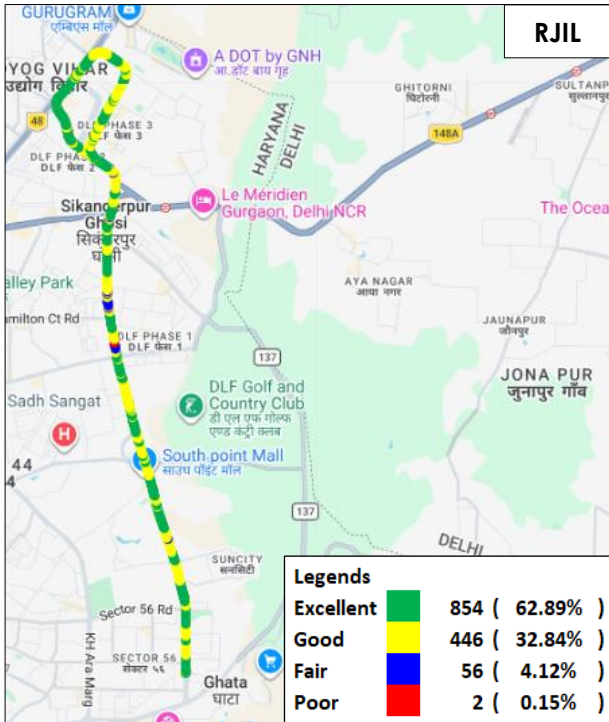 RJIL
GURUGRAM
एम्बिएंस मॉल
A DOT by GNH
आ.डॉट बाय गृह
DYOG VIHAR
उद्योग विहार
GHITORNI
घिटोरनी
SULTANP
सुल्तानपुर
48
DLF PHASE 3
DLF फेस 3
HARYANA
DELHI
148A
DLF PHASE 2
DLF फेस 2
Sikanderpur
Ghosi
सिकंदरपुर
घोसी
Le Méridien
Gurgaon, Delhi NCR
The Ocea
AYA NAGAR
आया नगर
alley Park
amilton Ct Rd
JAUNAPUR
जौनपुर
DLF PHASE 1
DLF फेस 1
137
JONA PUR
जुनापुर गाँव
DLF Golf and
Country Club
डी एल एफ गोल्फ
एण्ड कंट्री क्लब
Sadh Sangat
H
44
4
South point Mall
साउथ पॉइंट मॉल
137
DELHI
SUNCITY
सनसिटी
Sector 56 Rd
KH Ara Marg
SECTOR 56
सेक्टर ५६
Ghata
घाटा
Legends
Excellent 854 ( 62.89% )
Good 446 ( 32.84% )
Fair 56 ( 4.12% )
Poor 2 ( 0.15% )